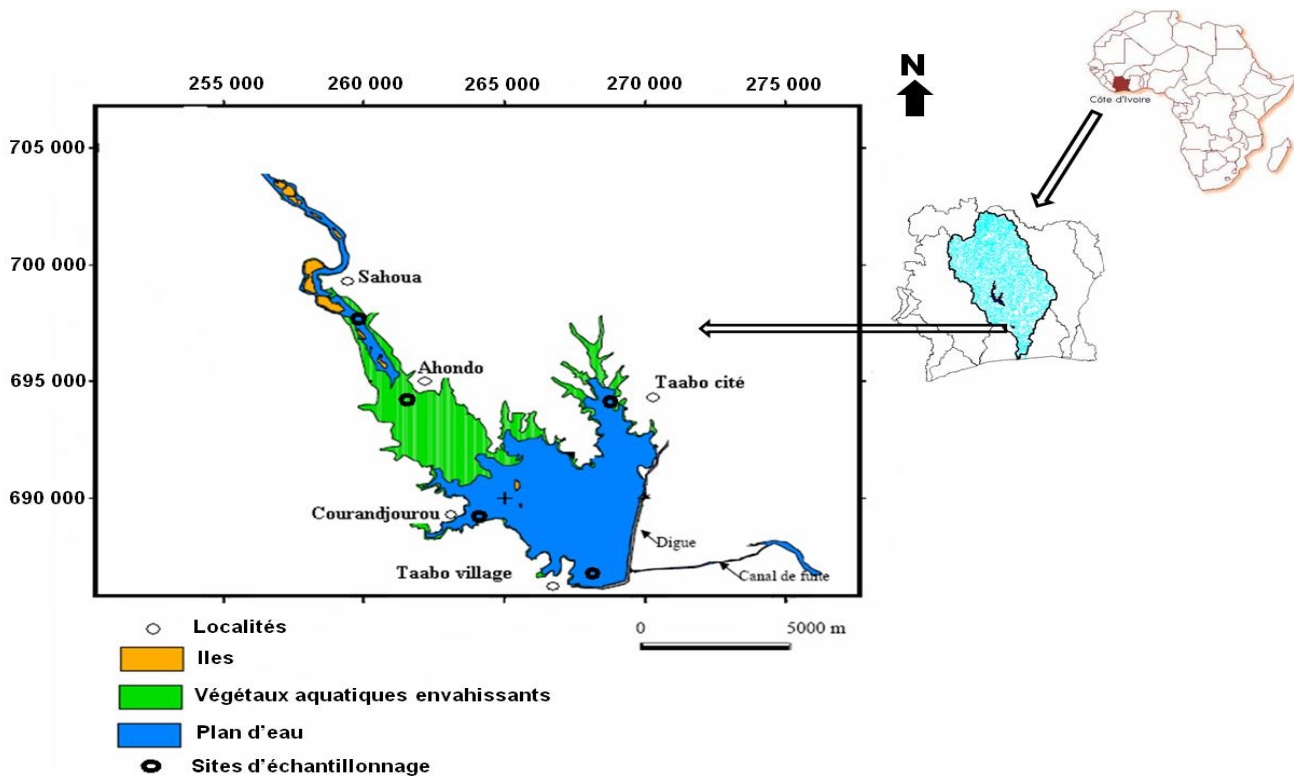 Côte d'Ivoire
N
255 000 260 000 265 000 270 000 275 000
705 000
700 000
695 000
690 000
Sahoua
Ahondo
Taabo cité
Courandjourou
Digue
Taabo village
Canal de fuite
0 5000 m
Localités
Iles
Végétaux aquatiques envahissants
Plan d'eau
Sites d'échantillonnage